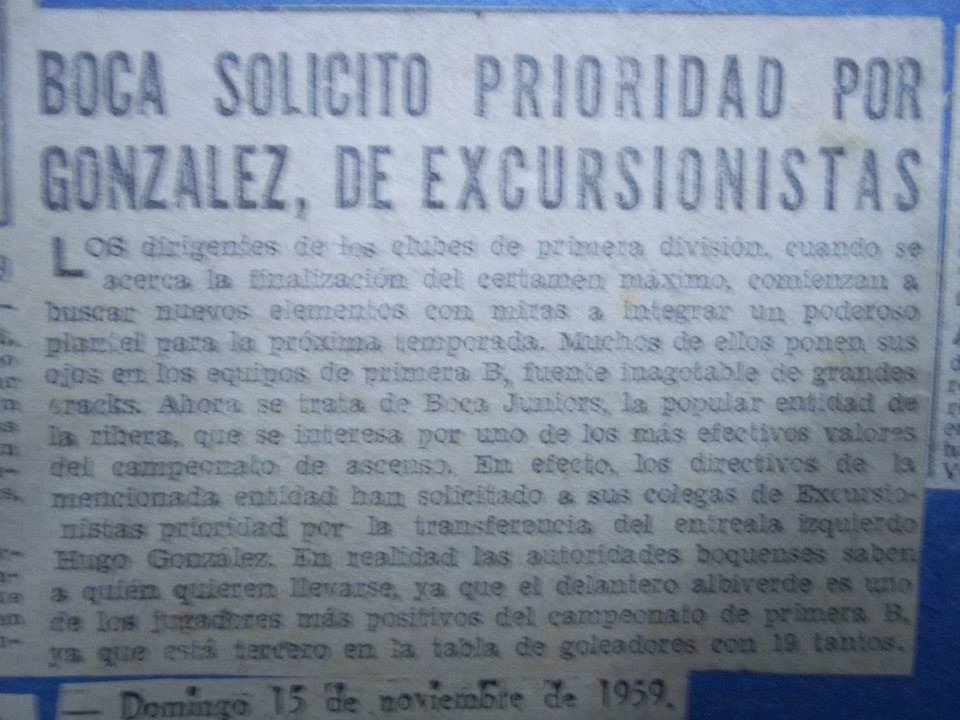 BOCA SOLICITO PRIORIDAD POR
GONZALEZ, DE EXCURSIONISTAS
LOS dirigentes de los clubes de primera división, cuando se
acerca la finalización del certamen máximo, comienzan a
buscar nuevos elementos con miras a integrar un poderoso
plantel para la próxima temporada. Muchos de ellos ponen sus
ojos en los equipos de primera B, fuente inagotable de grandes
cracks. Ahora se trata de Boca Juniors, la popular entidad de
la ribera, que se interesa por uno de los más efectivos valores
del campeonato de ascenso. En efecto, los directivos de la
mencionada entidad han solicitado a sus colegas de Excursio-
nistas prioridad por la transferencia del entreala izquierdo
Hugo González. En realidad las autoridades boquenses saben
a quién quieren llevarse, ya que el delantero albiverde es uno
de los jugadores más positivos del campeonato de primera B,
ya que está tercero en la tabla de goleadores con 19 tantos.
— Domingo 15 de noviembre de 1959.